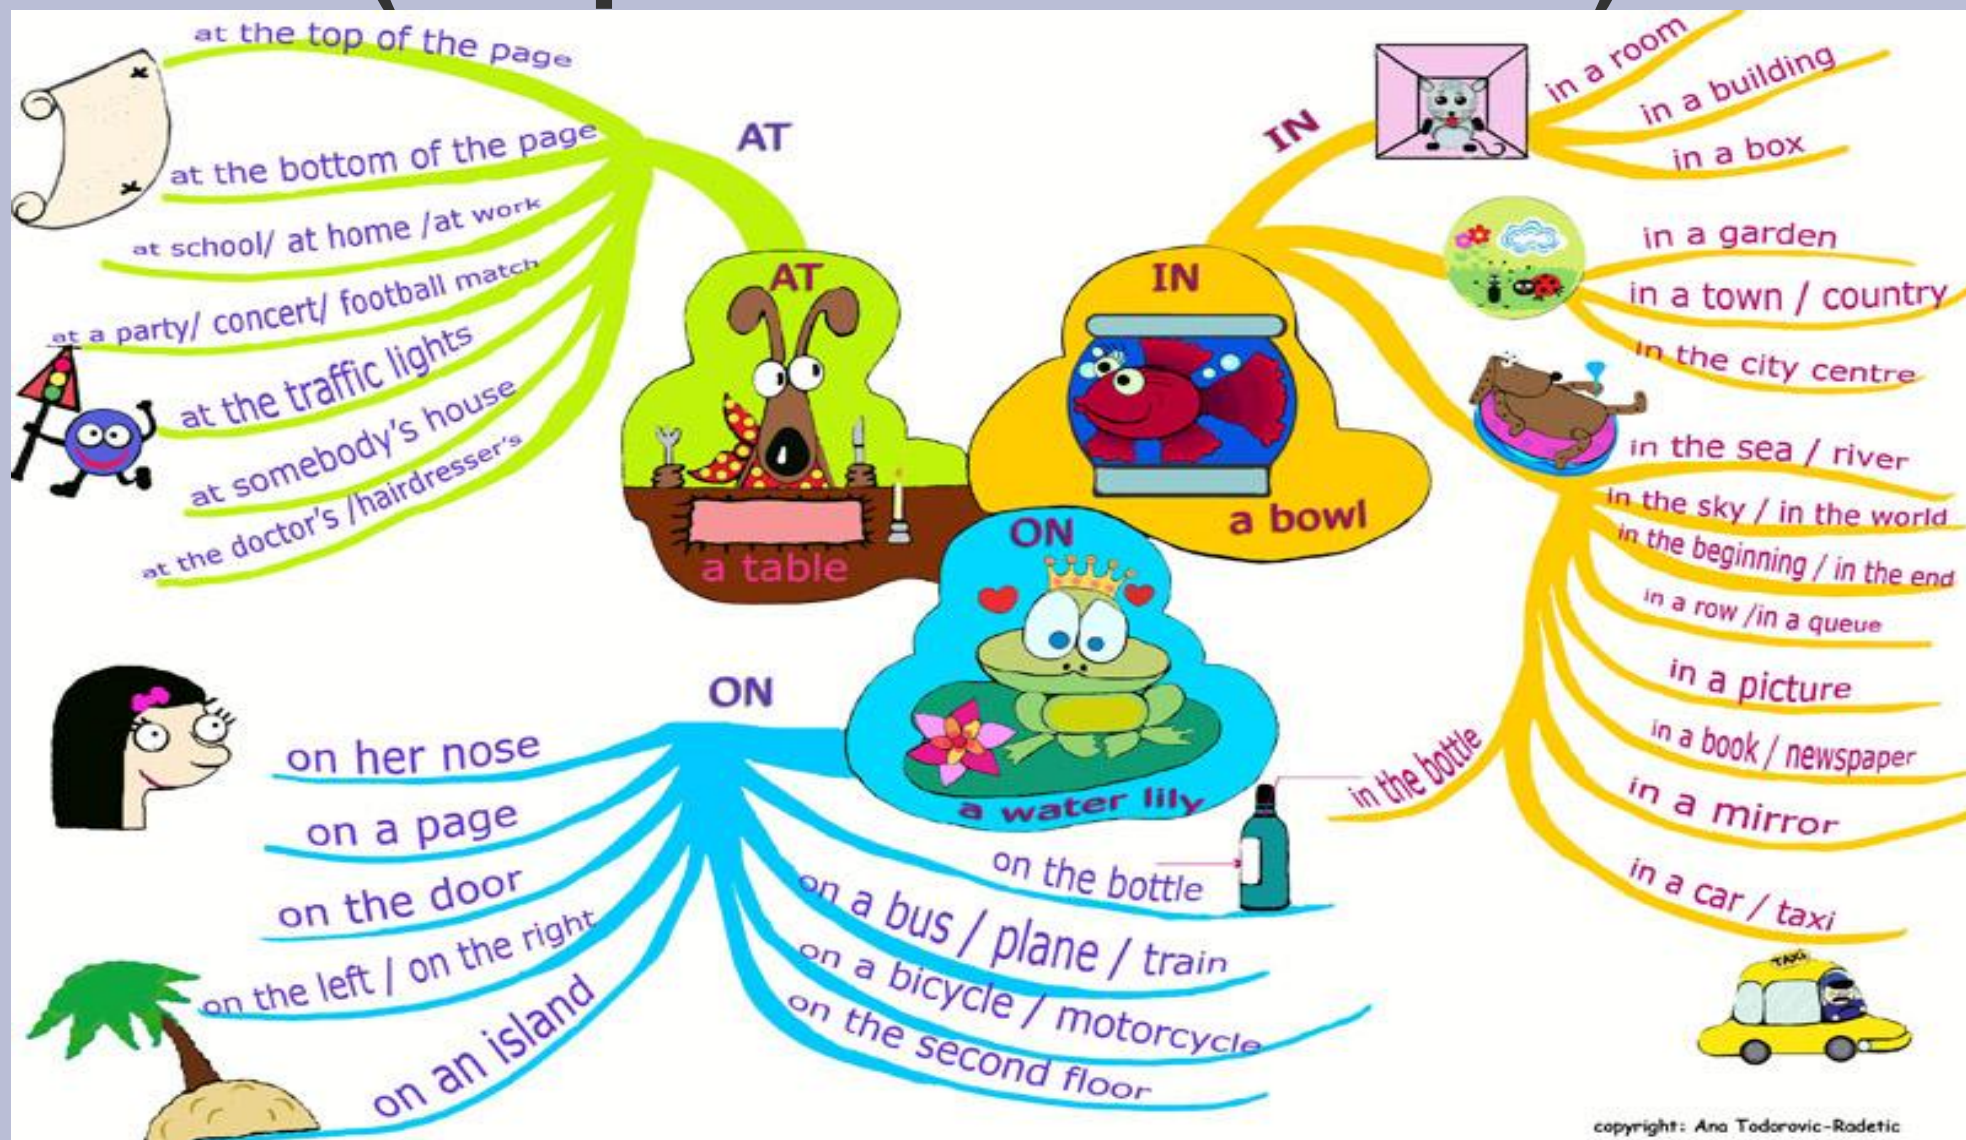 AT
at the top of the page
at the bottom of the page
at school/ at home /at work
at a party/ concert/ football match
at the traffic lights
at somebody's house
at the doctor's /hairdresser's
AT
a table
IN
in a room
in a building
in a box
in a garden
in a town / country
in the city centre
in the sea / river
in the sky / in the world
in the beginning / in the end
in a row /in a queue
in a picture
in a book / newspaper
in a mirror
in a car / taxi
in the bottle
IN
a bowl
TAXI
ON
a water lily
ON
on her nose
on a page
on the door
on the left / on the right
on an island
on the bottle
on a bus / plane / train
on a bicycle / motorcycle
on the second floor
copyright: Ana Todorovic-Radetic